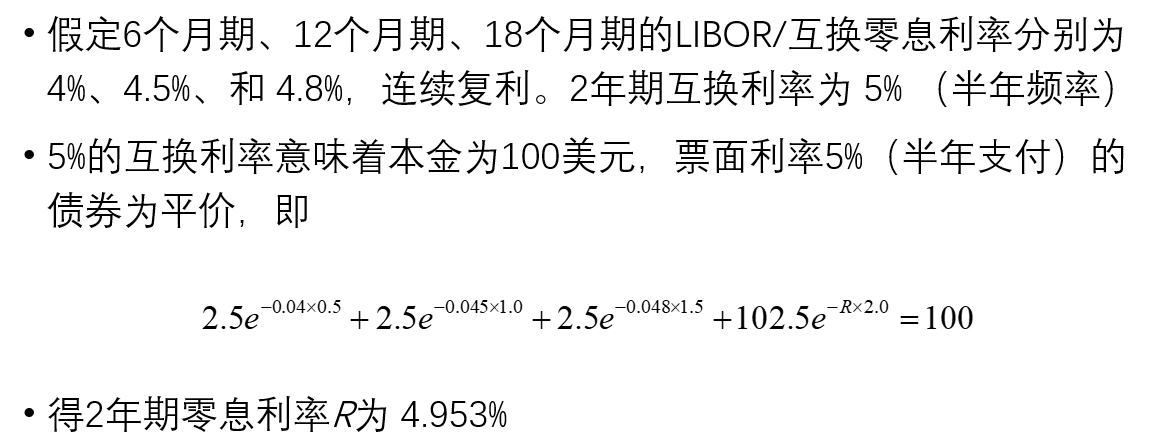 • 假定6个月期、12个月期、18个月期的LIBOR/互换零息利率分别为
4%、4.5%、和 4.8%，连续复利。2年期互换利率为 5% （半年频率）
• 5%的互换利率意味着本金为100美元，票面利率5%（半年支付）的
债券为平价，即
2.5e^{-0.04×0.5} + 2.5e^{-0.045×1.0} + 2.5e^{-0.048×1.5} + 102.5e^{-R×2.0} = 100
• 得2年期零息利率R为 4.953%